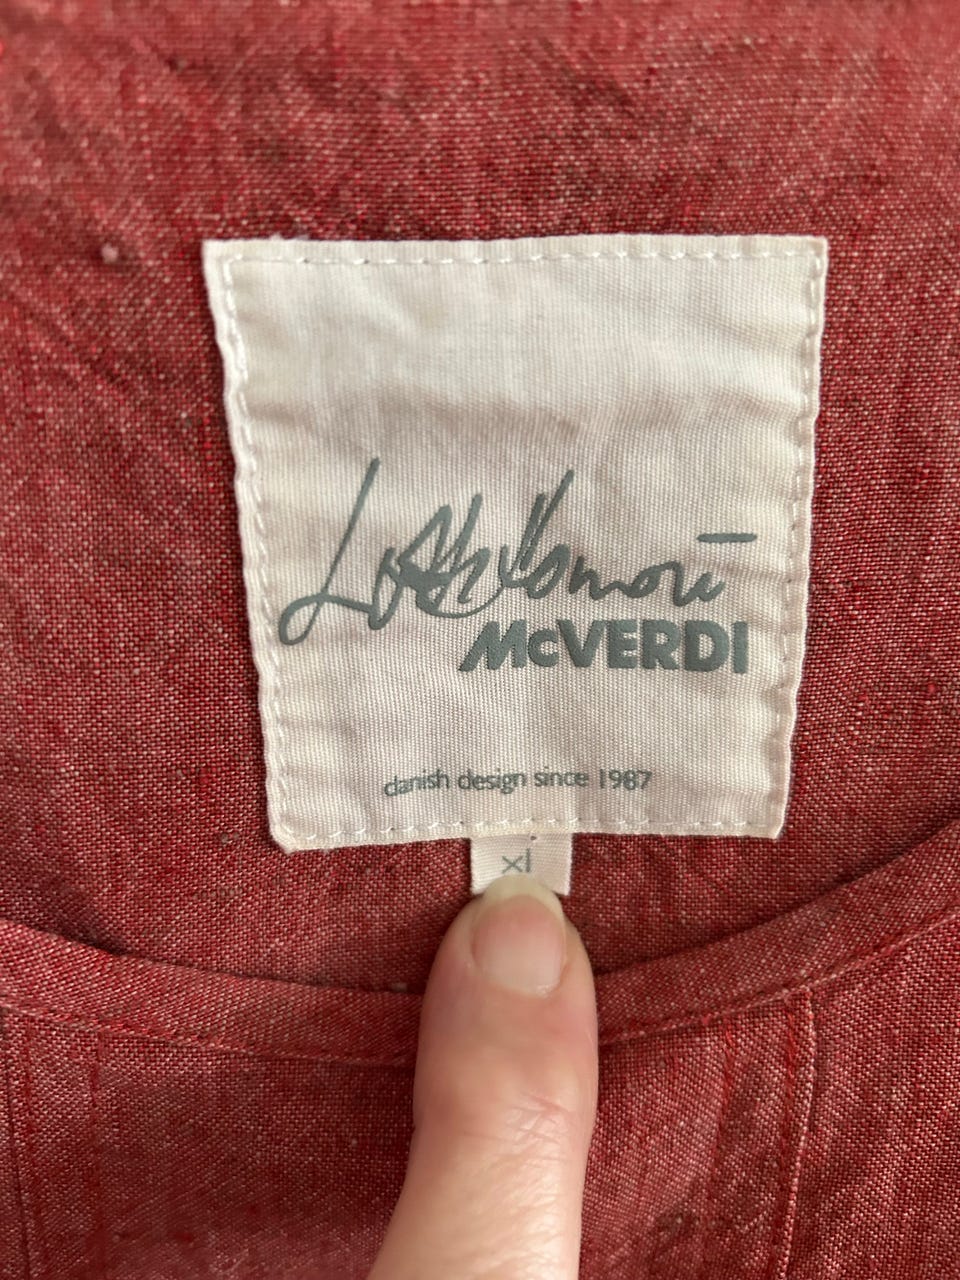 McVERDI
danish design since 1987
xl